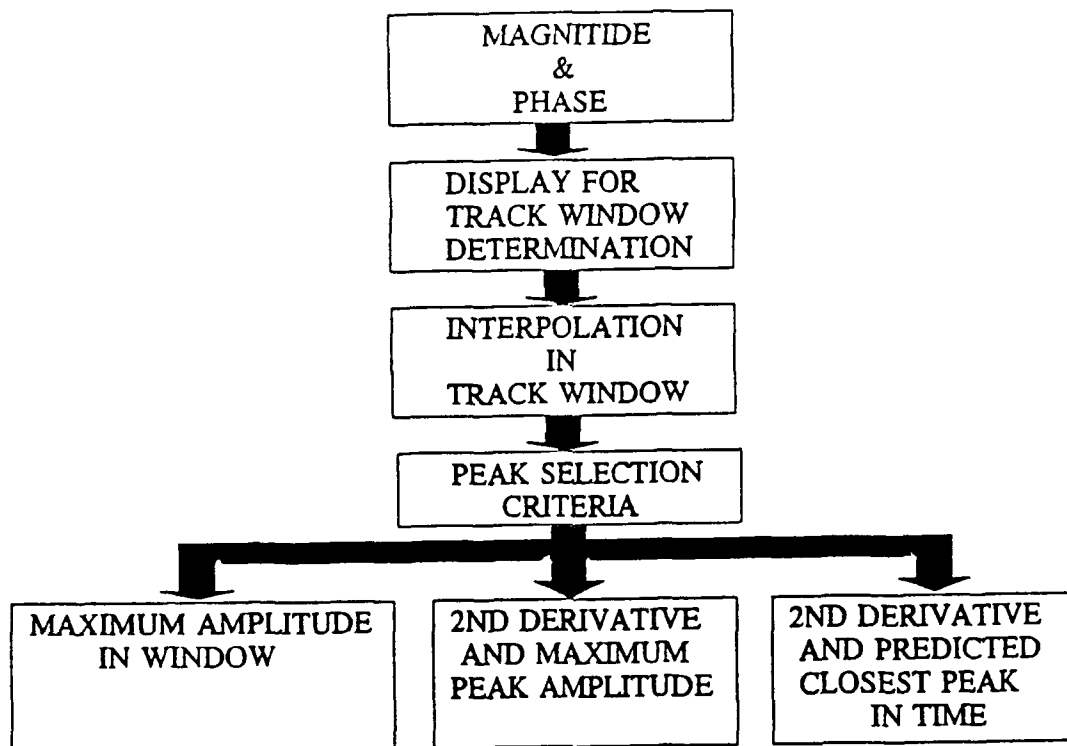 MAGNITIDE
&
PHASE
DISPLAY FOR
TRACK WINDOW
DETERMINATION
INTERPOLATION
IN
TRACK WINDOW
PEAK SELECTION
CRITERIA
MAXIMUM AMPLITUDE
IN WINDOW
2ND DERIVATIVE
AND MAXIMUM
PEAK AMPLITUDE
2ND DERIVATIVE
AND PREDICTED
CLOSEST PEAK
IN TIME